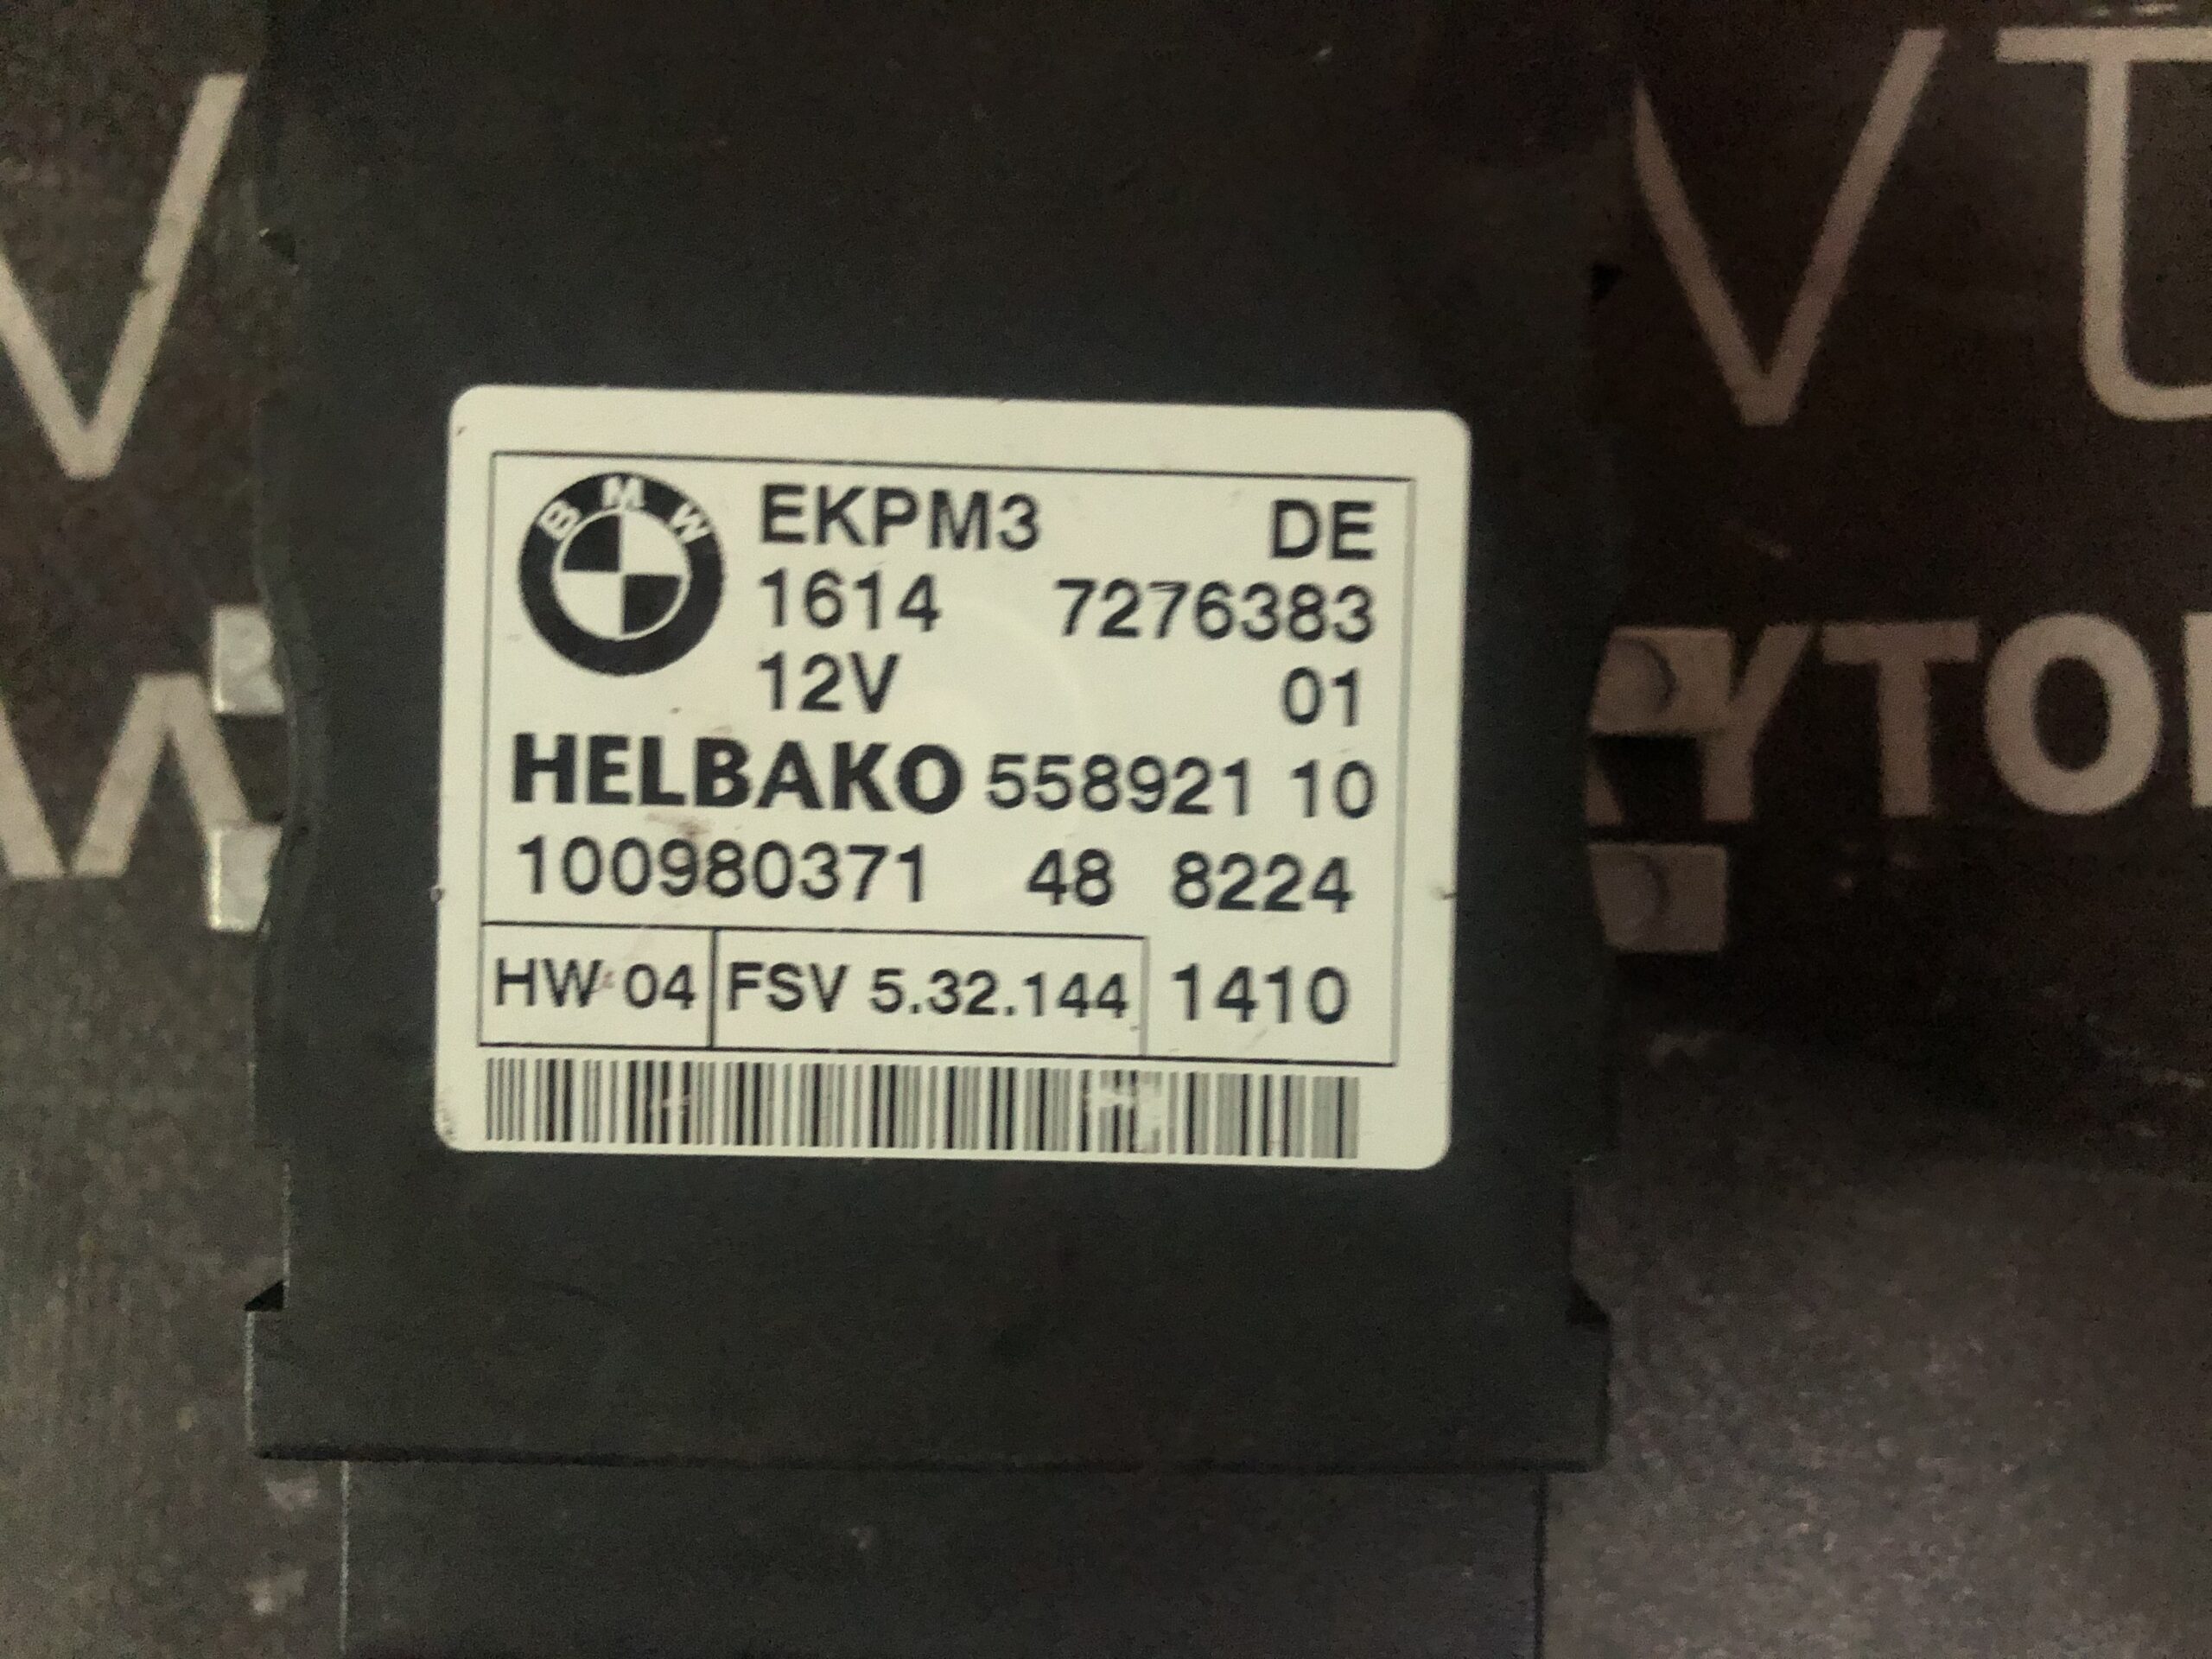 BMW
EKPM3 DE
1614 7276383
12V 01
HELBAKO 558921 10
100980371 48 8224
HW 04 FSV 5.32.144 1410